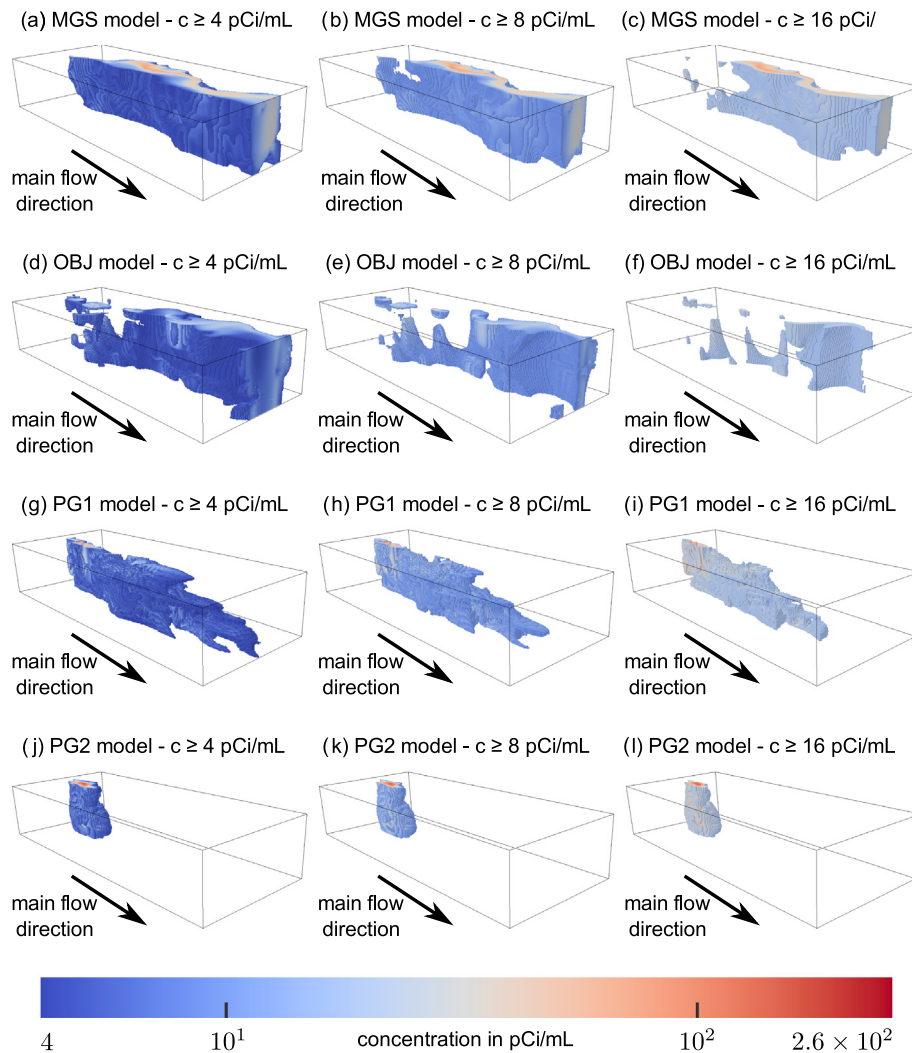 (a) MGS model - c ≥ 4 pCi/mL
(b) MGS model - c ≥ 8 pCi/mL
(c) MGS model - c ≥ 16 pCi/
main flow
direction
main flow
direction
main flow
direction
(d) OBJ model - c ≥ 4 pCi/mL
(e) OBJ model - c ≥ 8 pCi/mL
(f) OBJ model - c ≥ 16 pCi/mL
main flow
direction
main flow
direction
main flow
direction
(g) PG1 model - c ≥ 4 pCi/mL
(h) PG1 model - c ≥ 8 pCi/mL
(i) PG1 model - c ≥ 16 pCi/mL
main flow
direction
main flow
direction
main flow
direction
(j) PG2 model - c ≥ 4 pCi/mL
(k) PG2 model - c ≥ 8 pCi/mL
(l) PG2 model - c ≥ 16 pCi/mL
main flow
direction
main flow
direction
main flow
direction
4 10¹ concentration in pCi/mL 10² 2.6 × 10²